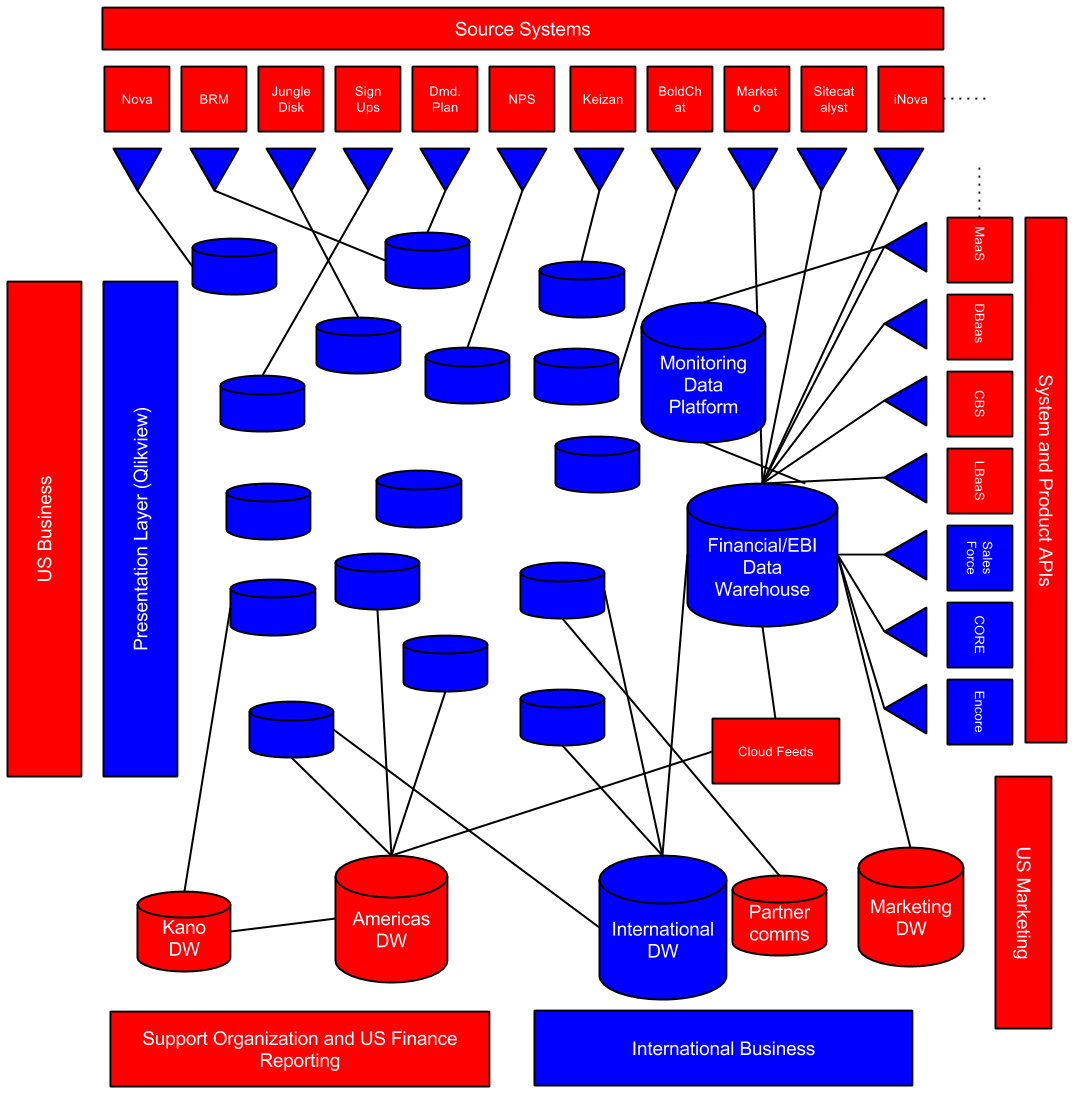 Source Systems
Nova
BRM
Jungle
Disk
Sign
Ups
Dmd.
Plan
NPS
Keizan
BoldCh
at
Market
o
Sitecat
alyst
iNova
MaaS
DBaas
CBS
LBaaS
Sales
Force
CORE
Encore
System and Product APIs
US Business
Presentation Layer (Qlikview)
Monitoring
Data
Platform
Financial/EBI
Data
Warehouse
Cloud Feeds
Kano
DW
Americas
DW
International
DW
Partner
comms
Marketing
DW
US Marketing
Support Organization and US Finance
Reporting
International Business